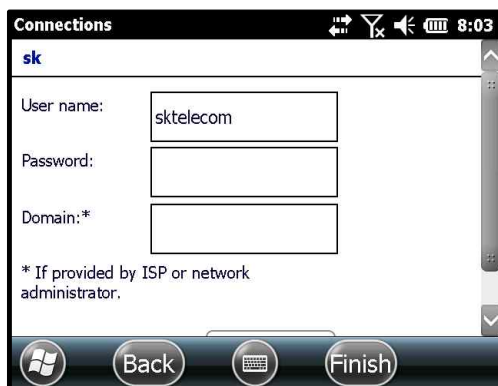 Connections 8:03
sk
User name: sktelecom
Password:
Domain:*
* If provided by ISP or network
administrator.
Back Finish